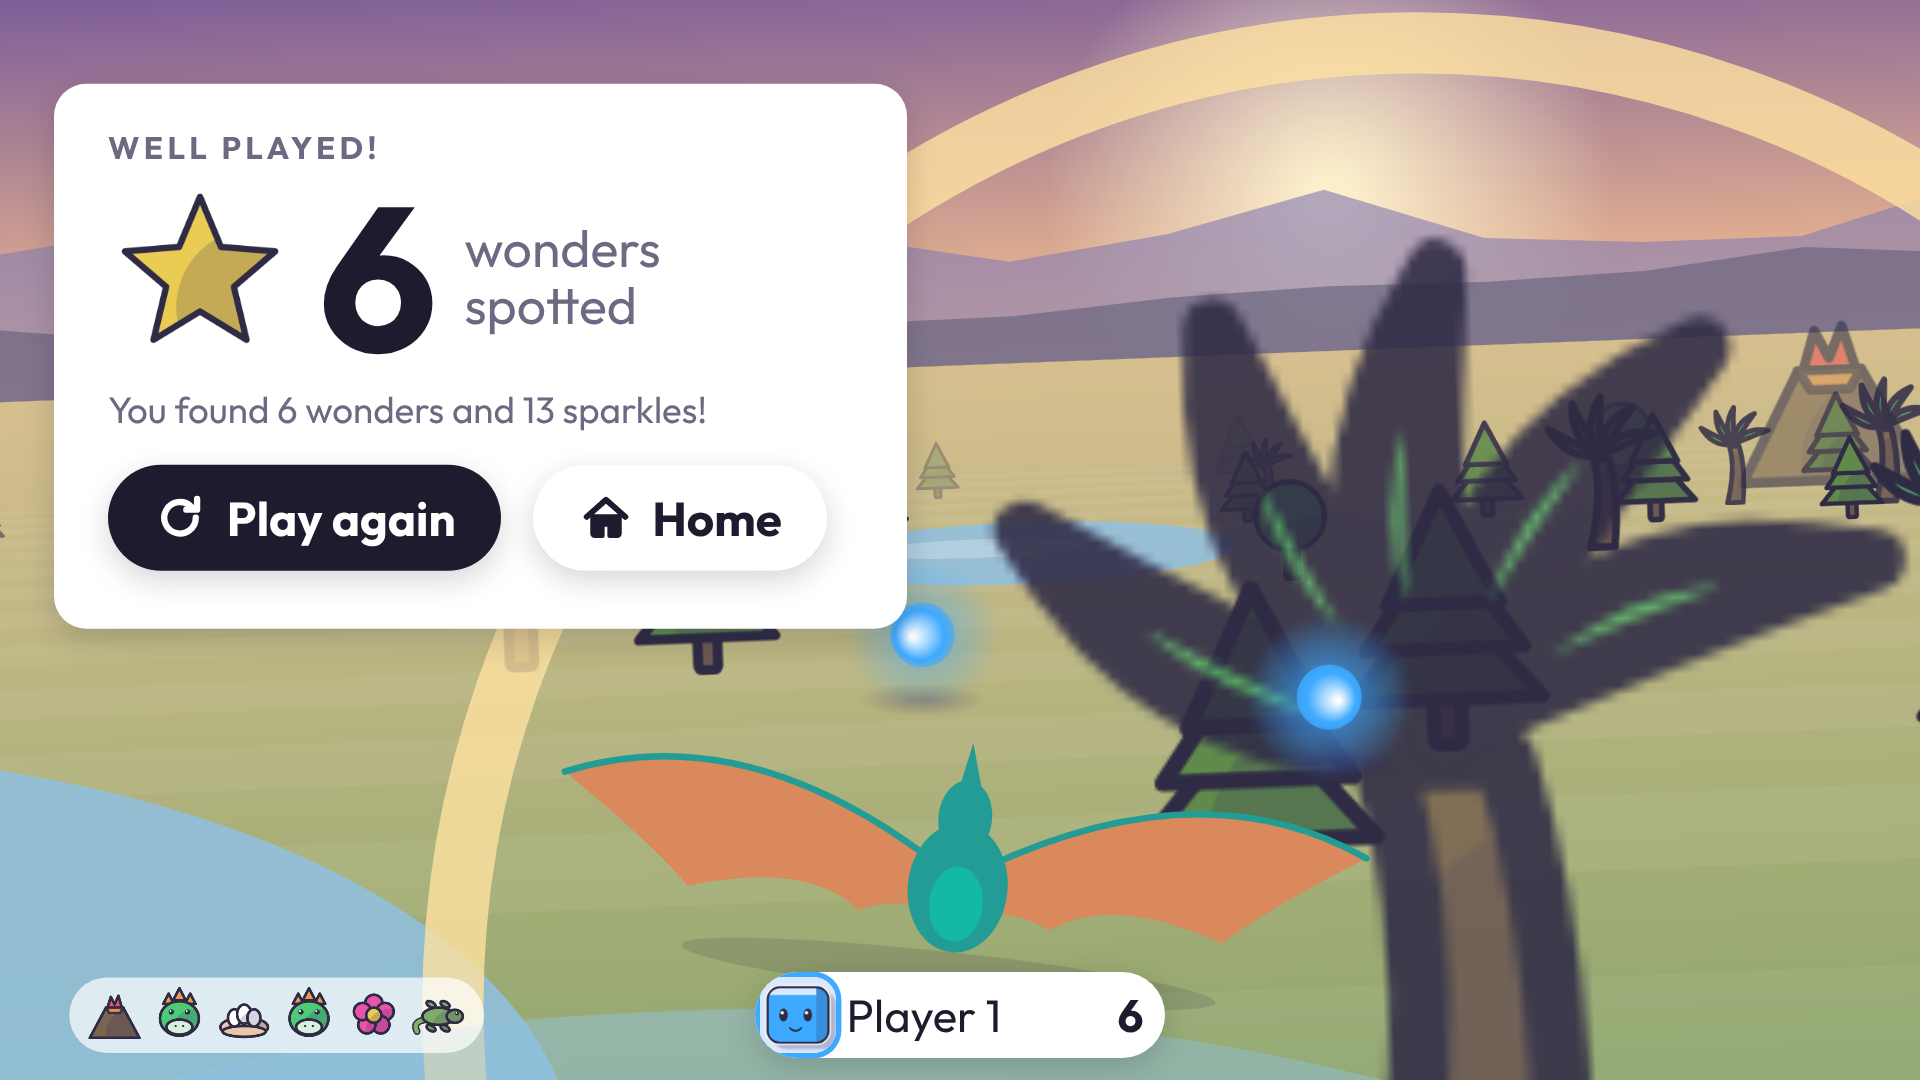 WELL PLAYED!
6
wonders
spotted
You found 6 wonders and 13 sparkles!
Play again
Home
Player 1
6